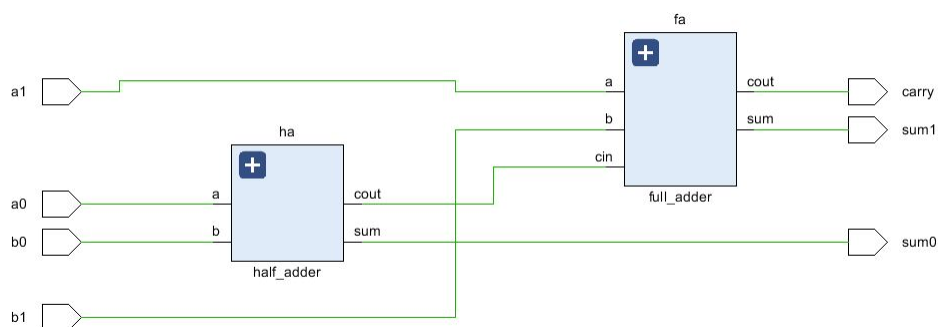 fa
a1
a
cout
carry
b
sum
sum1
cin
full_adder
ha
a0
a
cout
b0
b
sum
sum0
half_adder
b1